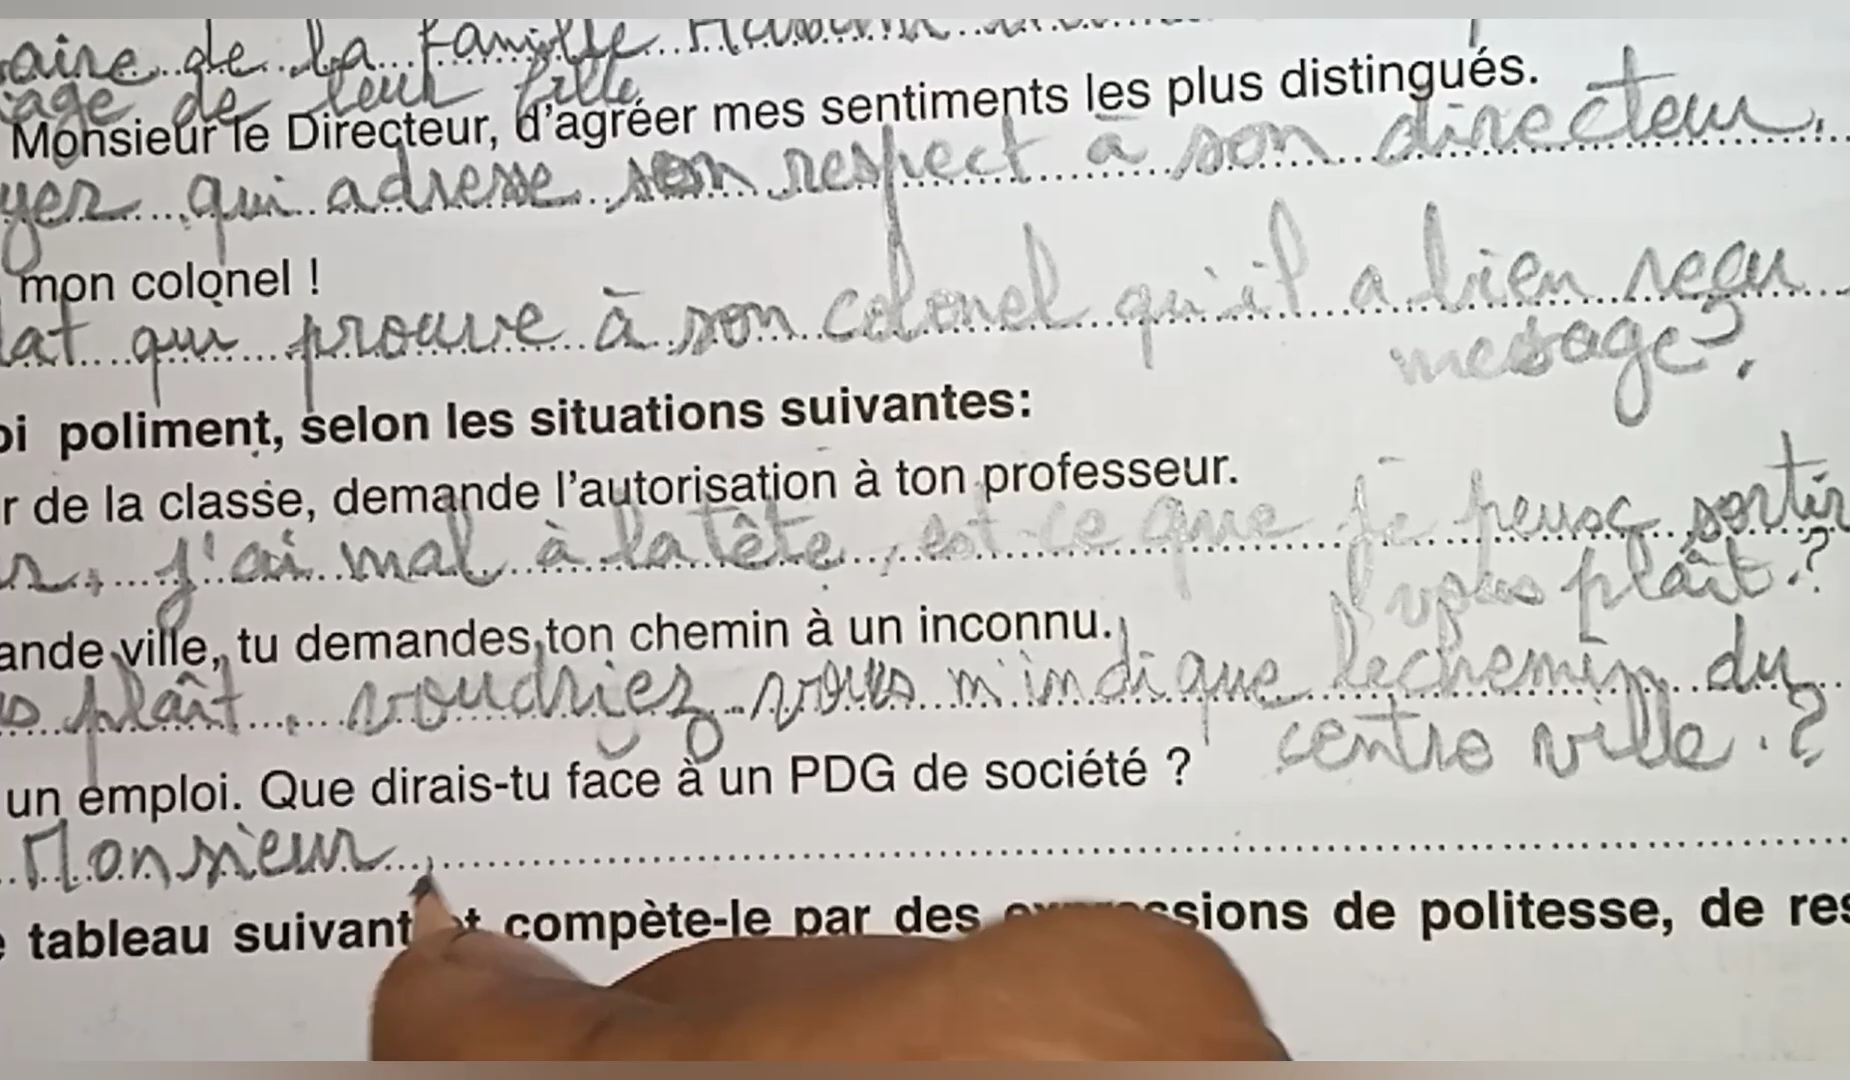 aire de la famille
age de leur fille
Monsieur le Directeur, d'agréer mes sentiments les plus distingués.
yer qui adresse son respect à son directeur.
mon colonel !
lat qui prouve à son colonel qu'il a bien reçu
message?.
oi poliment, selon les situations suivantes:
r de la classe, demande l'autorisation à ton professeur.
r, j'ai mal à la tête, est-ce que je peux sortir
vous plaît.?
ande ville, tu demandes ton chemin à un inconnu.
s plaît, voudriez-vous m'indique le chemin du
centre ville.?
un emploi. Que dirais-tu face à un PDG de société ?
Monsieur,
tableau suivant compète-le par des de politesse, de res